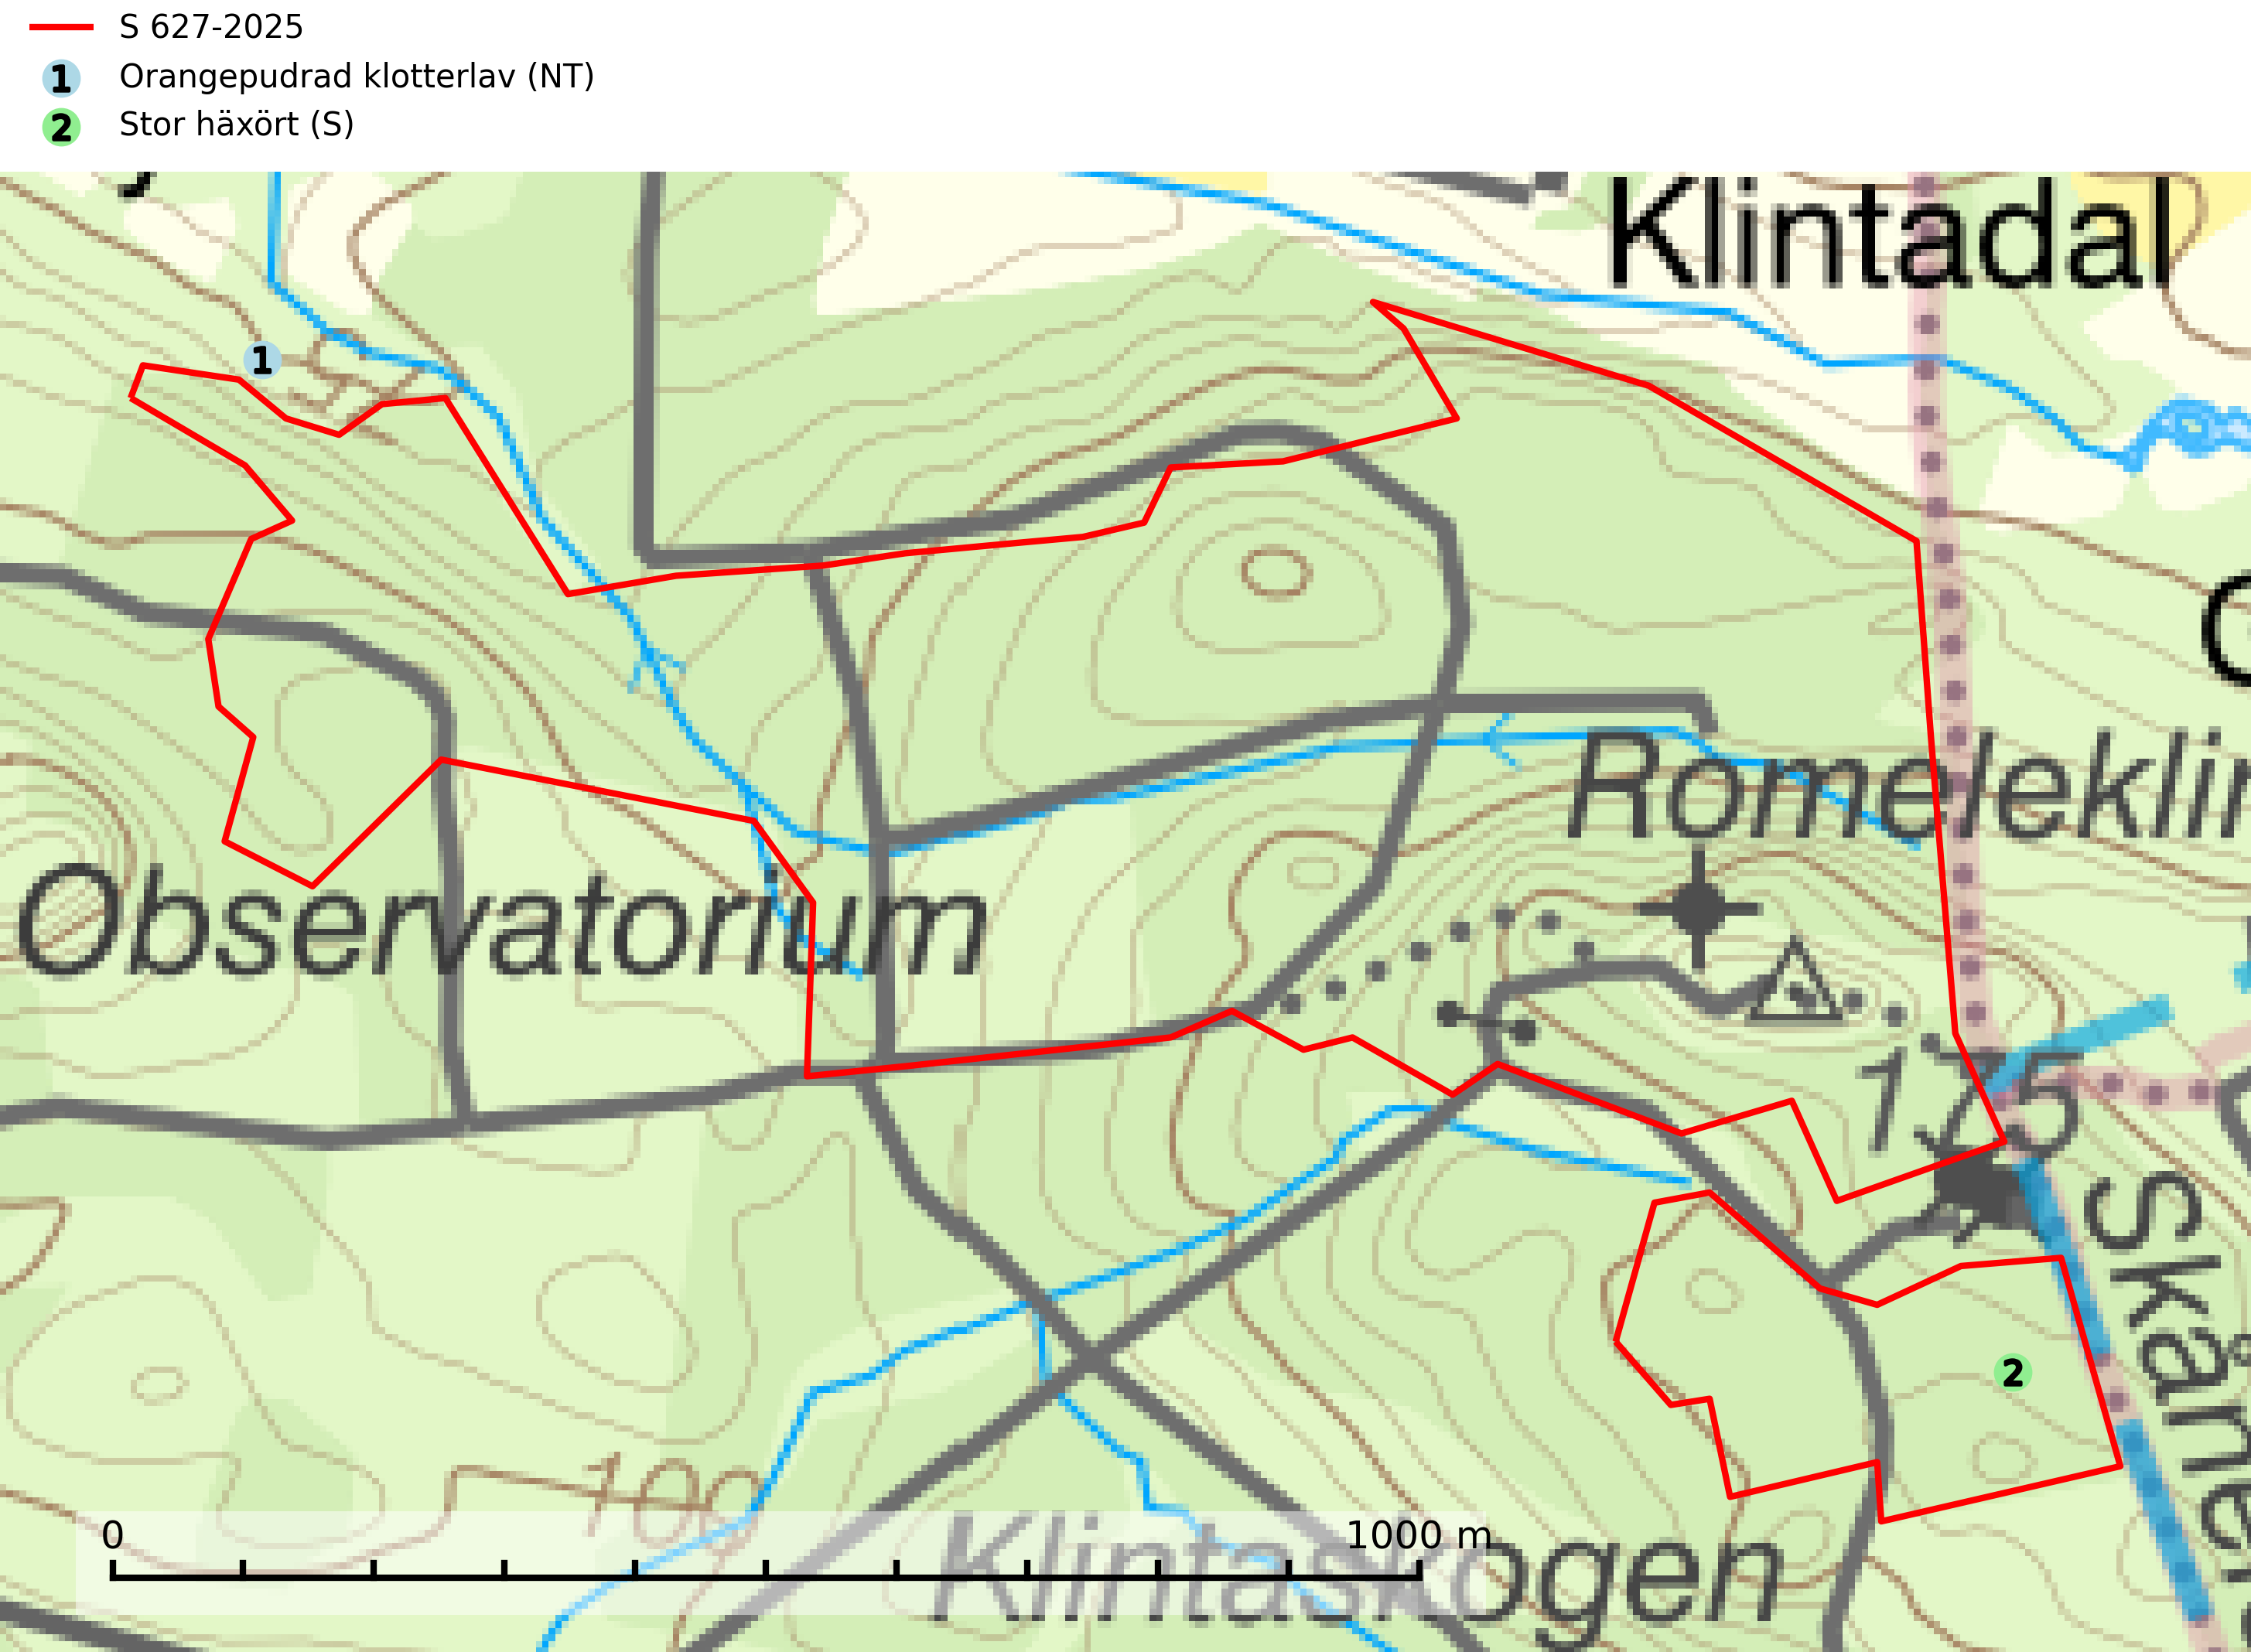 S 627-2025
1 Orangepudrad klotterlav (NT)
2 Stor häxört (S)
Klintadal
1
Romeleklin
Observatorium
175
2
100
0 1000 m
Klintaskogen